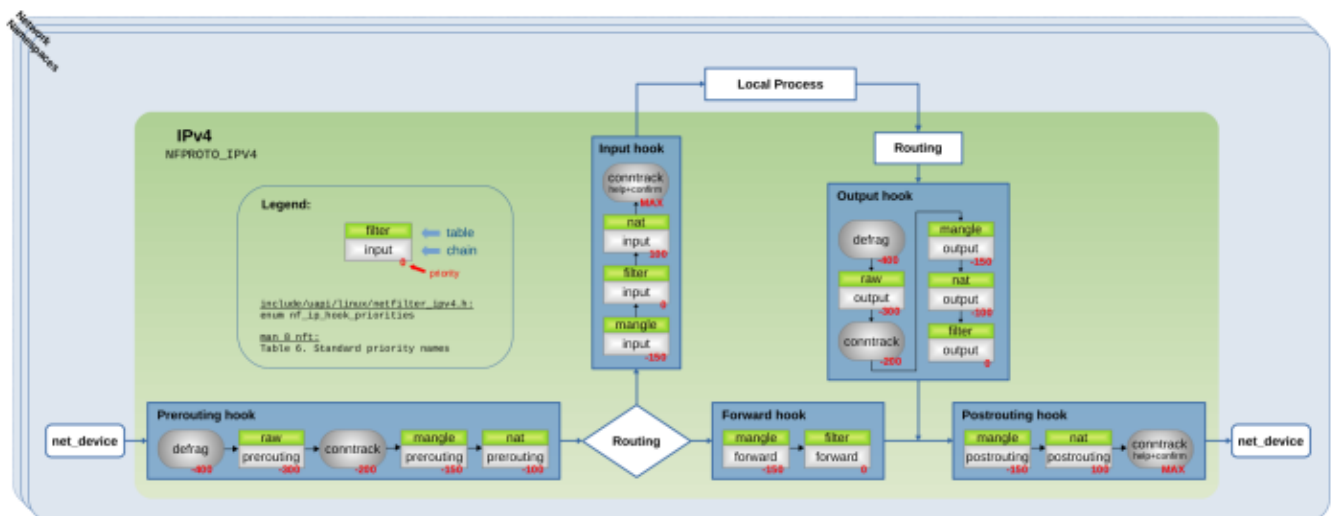 Network
Namespaces
Local Process
IPv4
NFPROTO_IPV4
Legend:
filter
table
input
chain
0
priority
include/uapi/linux/netfilter_ipv4.h:
enum nf_ip_hook_priorities
man 8 nft:
Table 6. Standard priority names
Input hook
conntrack
help+confirm
MAX
nat
input
100
filter
input
0
mangle
input
-150
Routing
Output hook
defrag
-400
raw
output
-300
conntrack
-200
mangle
output
-150
nat
output
-100
filter
output
0
net_device
Prerouting hook
defrag
-400
raw
prerouting
-300
conntrack
-200
mangle
prerouting
-150
nat
prerouting
-100
Routing
Forward hook
mangle
forward
-150
filter
forward
0
Postrouting hook
mangle
postrouting
-150
nat
postrouting
100
conntrack
help+confirm
MAX
net_device